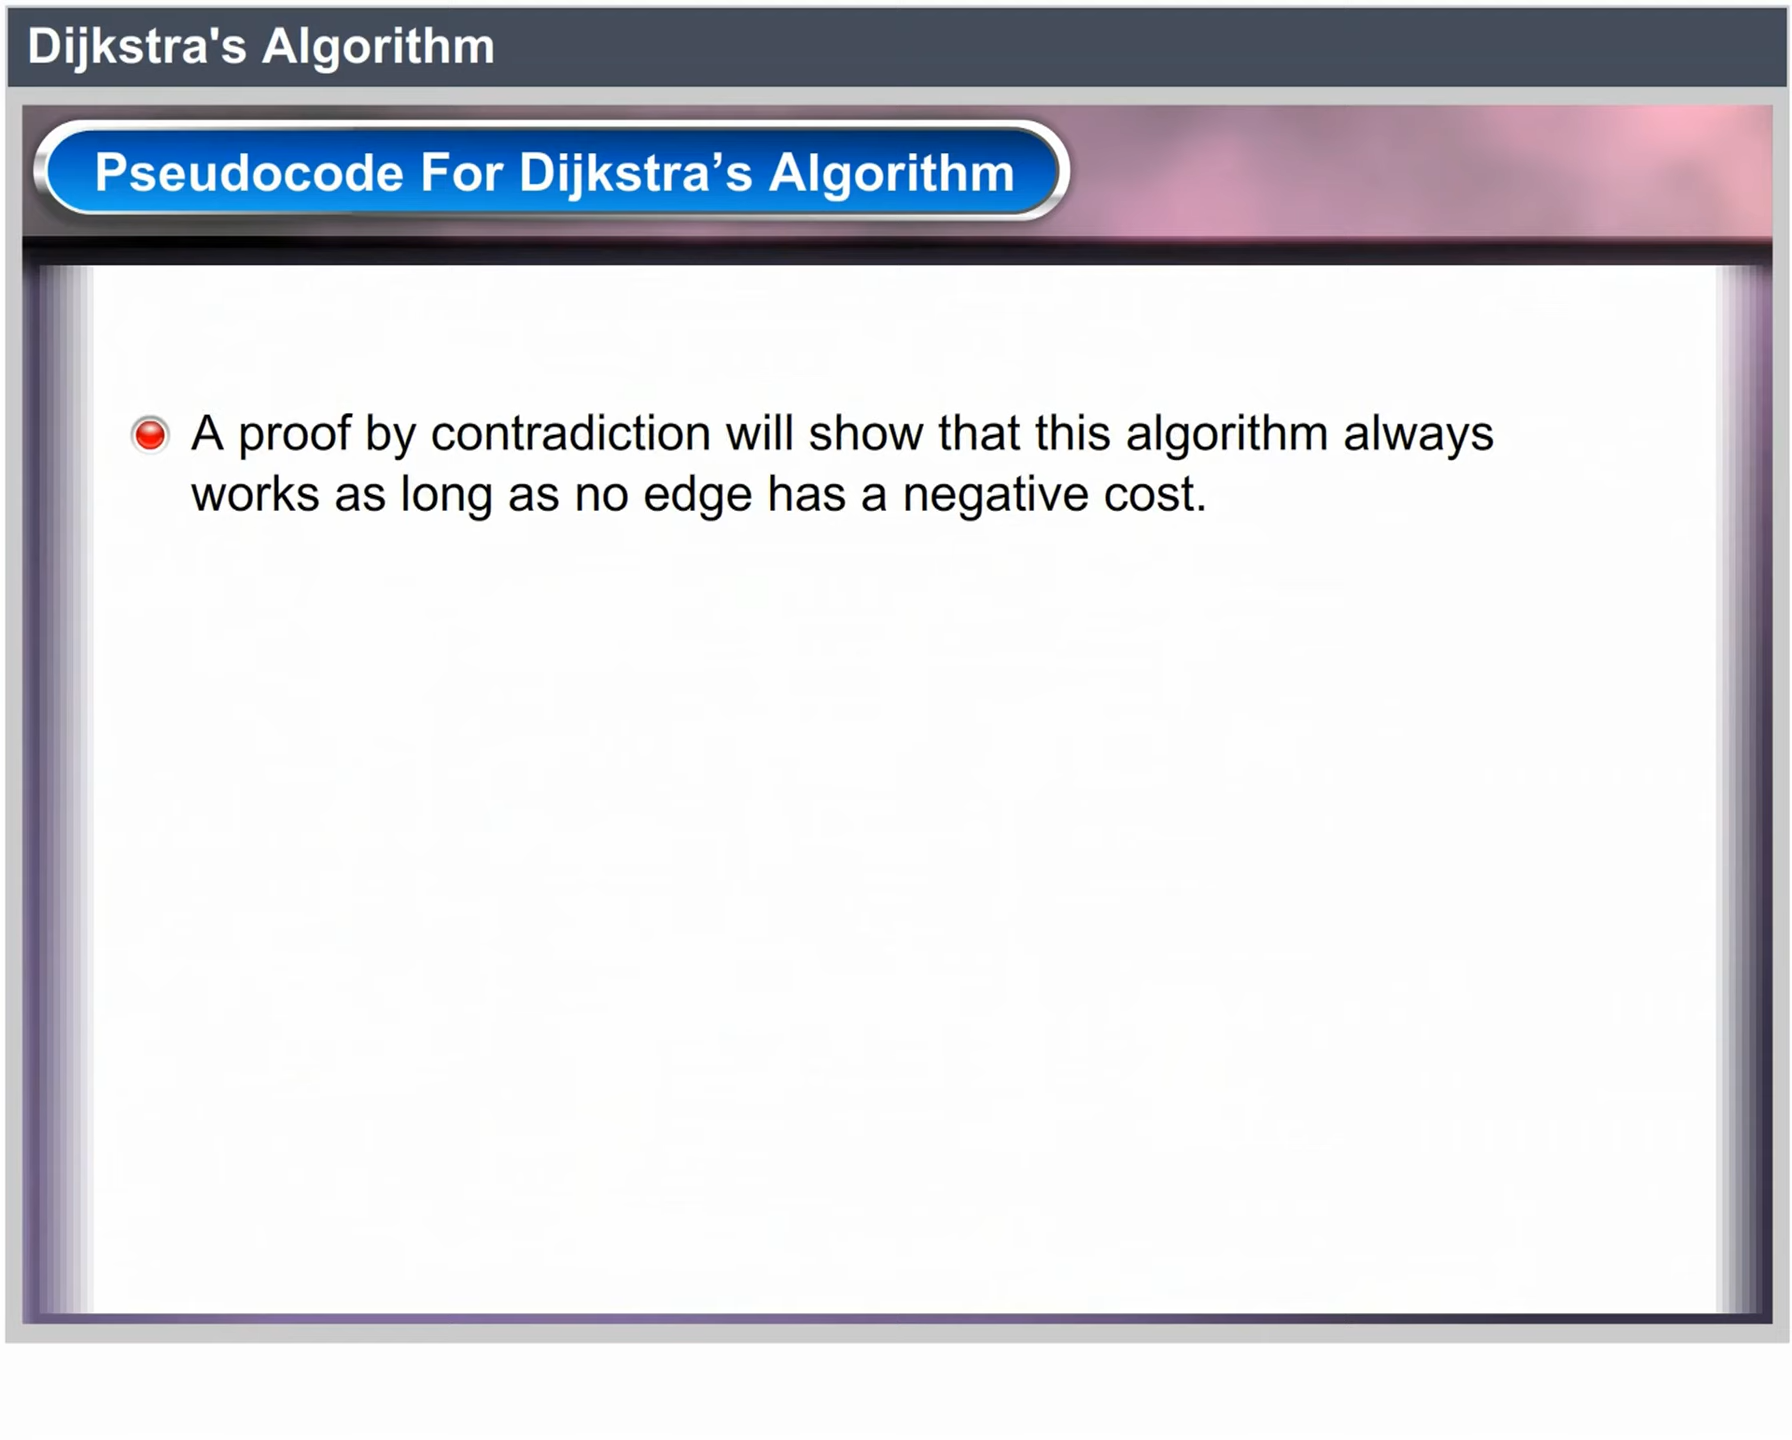 Dijkstra's Algorithm
Pseudocode For Dijkstra’s Algorithm
A proof by contradiction will show that this algorithm always
works as long as no edge has a negative cost.